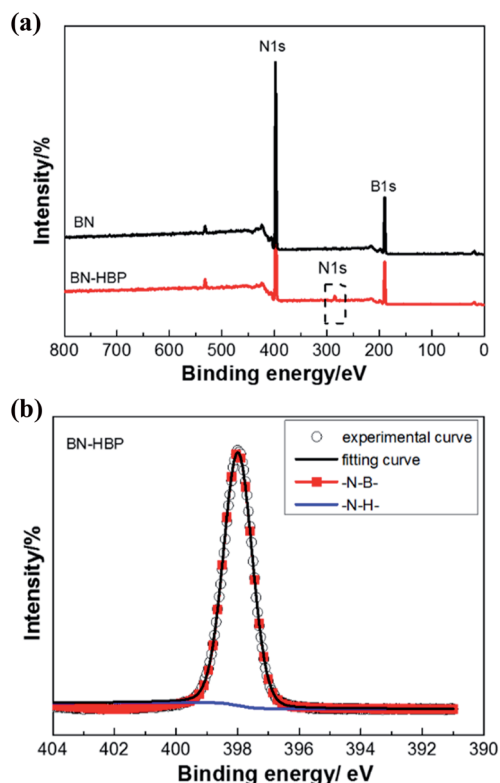 (a)
N1s
B1s
BN
N1s
BN-HBP
Intensity/%
800 700 600 500 400 300 200 100 0
Binding energy/eV
(b)
BN-HBP
experimental curve
fitting curve
-N-B-
-N-H-
Intensity/%
404 402 400 398 396 394 392 390
Binding energy/ eV